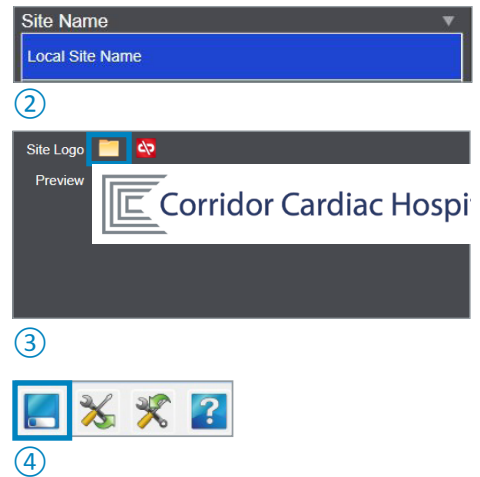 Site Name
Local Site Name
②
Site Logo
Preview
Corridor Cardiac Hospi
③
?
④